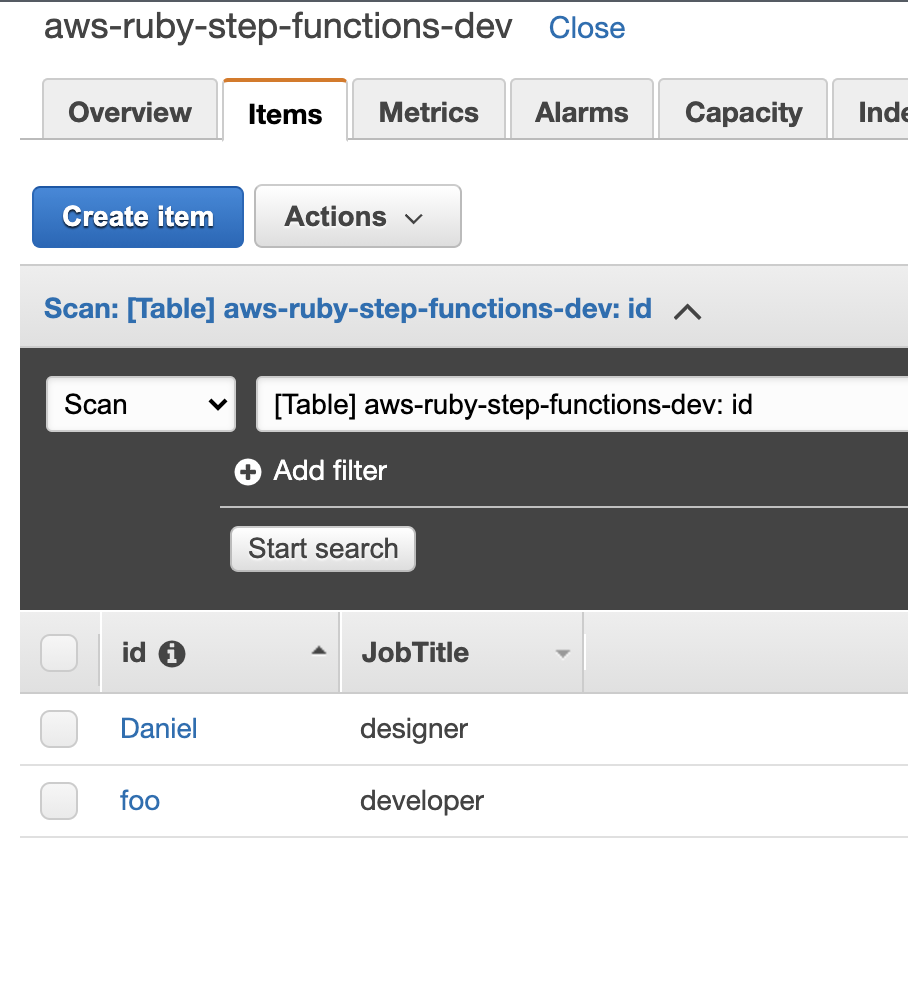 aws-ruby-step-functions-dev Close
Overview Items Metrics Alarms Capacity
Create item Actions
Scan: [Table] aws-ruby-step-functions-dev: id
Scan [Table] aws-ruby-step-functions-dev: id
Add filter
Start search
id JobTitle
Daniel designer
foo developer